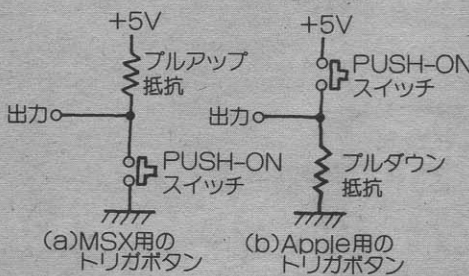 +5V
プルアップ
抵抗
出力
PUSH-ON
スイッチ
(a)MSX用の
トリガボタン
+5V
PUSH-ON
スイッチ
出力
プルダウン
抵抗
(b)Apple用の
トリガボタン